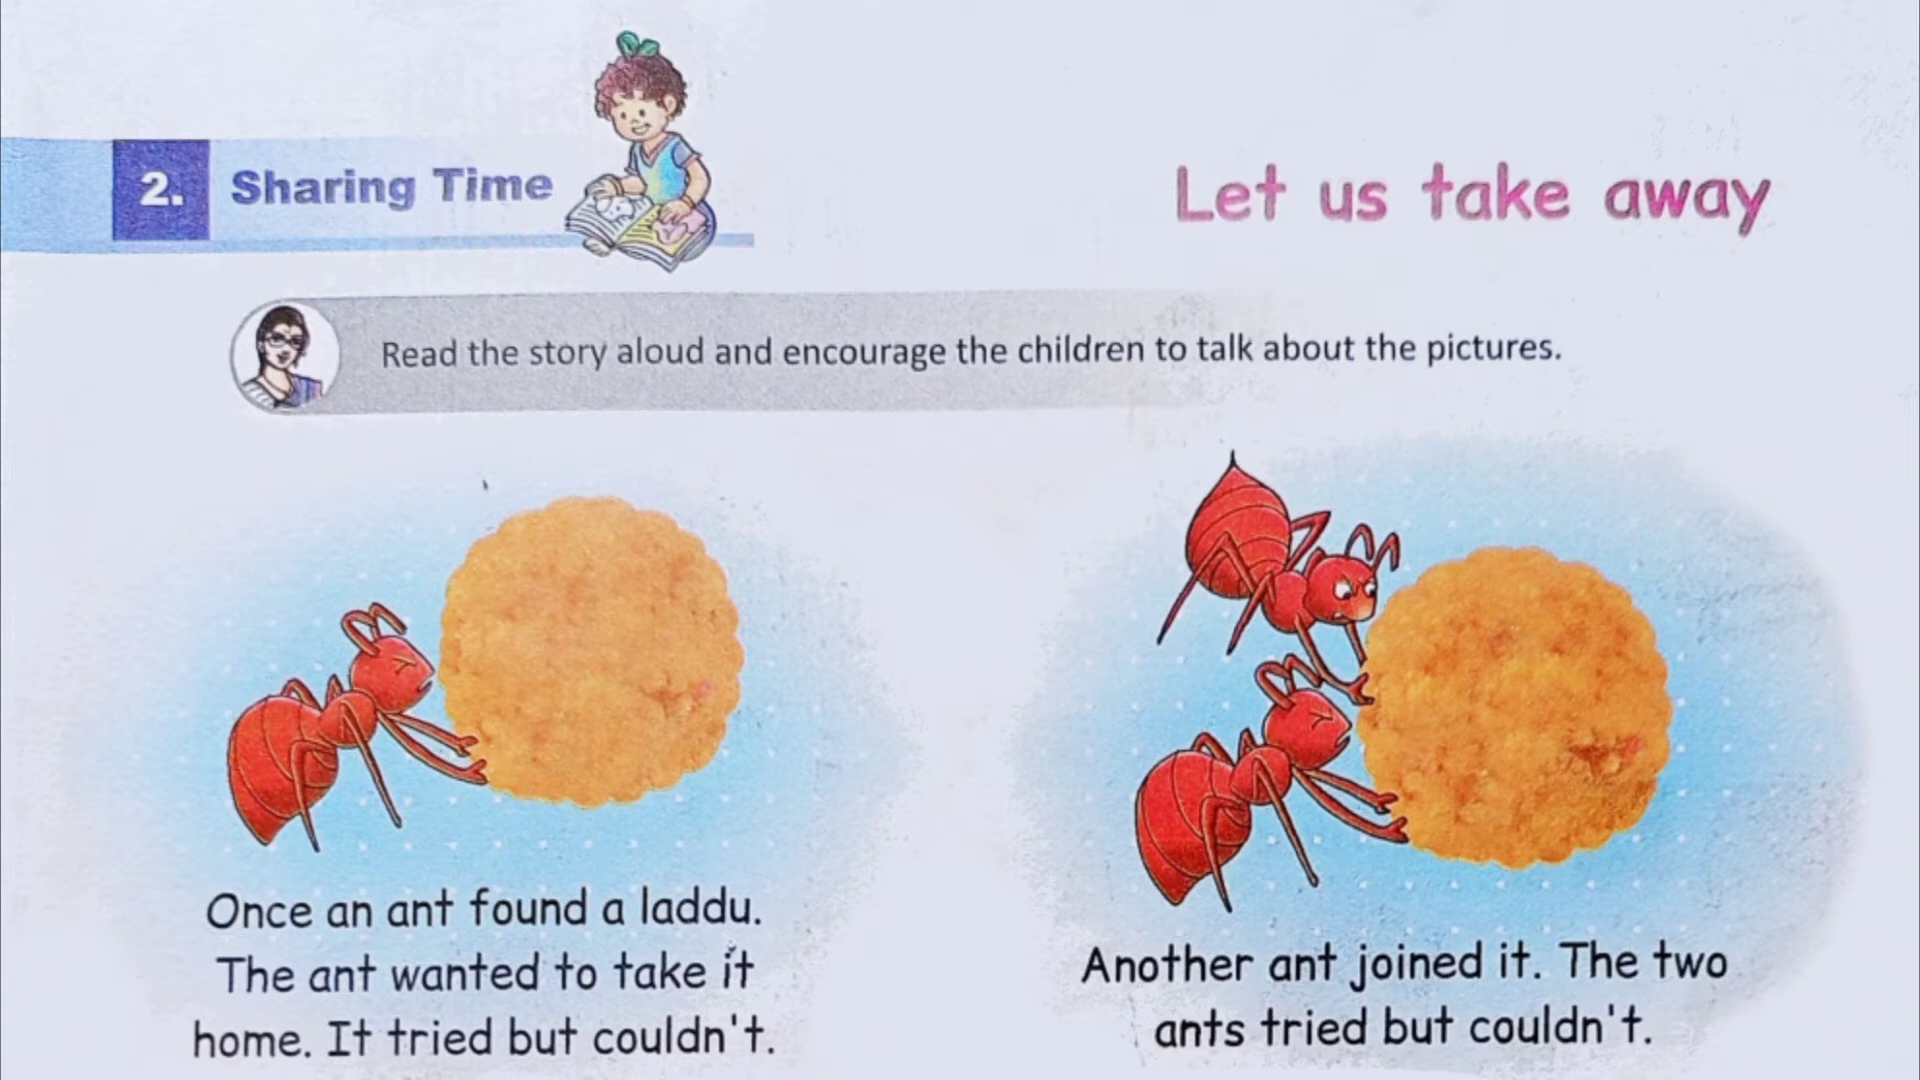 2. Sharing Time
Let us take away
Read the story aloud and encourage the children to talk about the pictures.
Once an ant found a laddu.
The ant wanted to take it
home. It tried but couldn't.
Another ant joined it. The two
ants tried but couldn't.